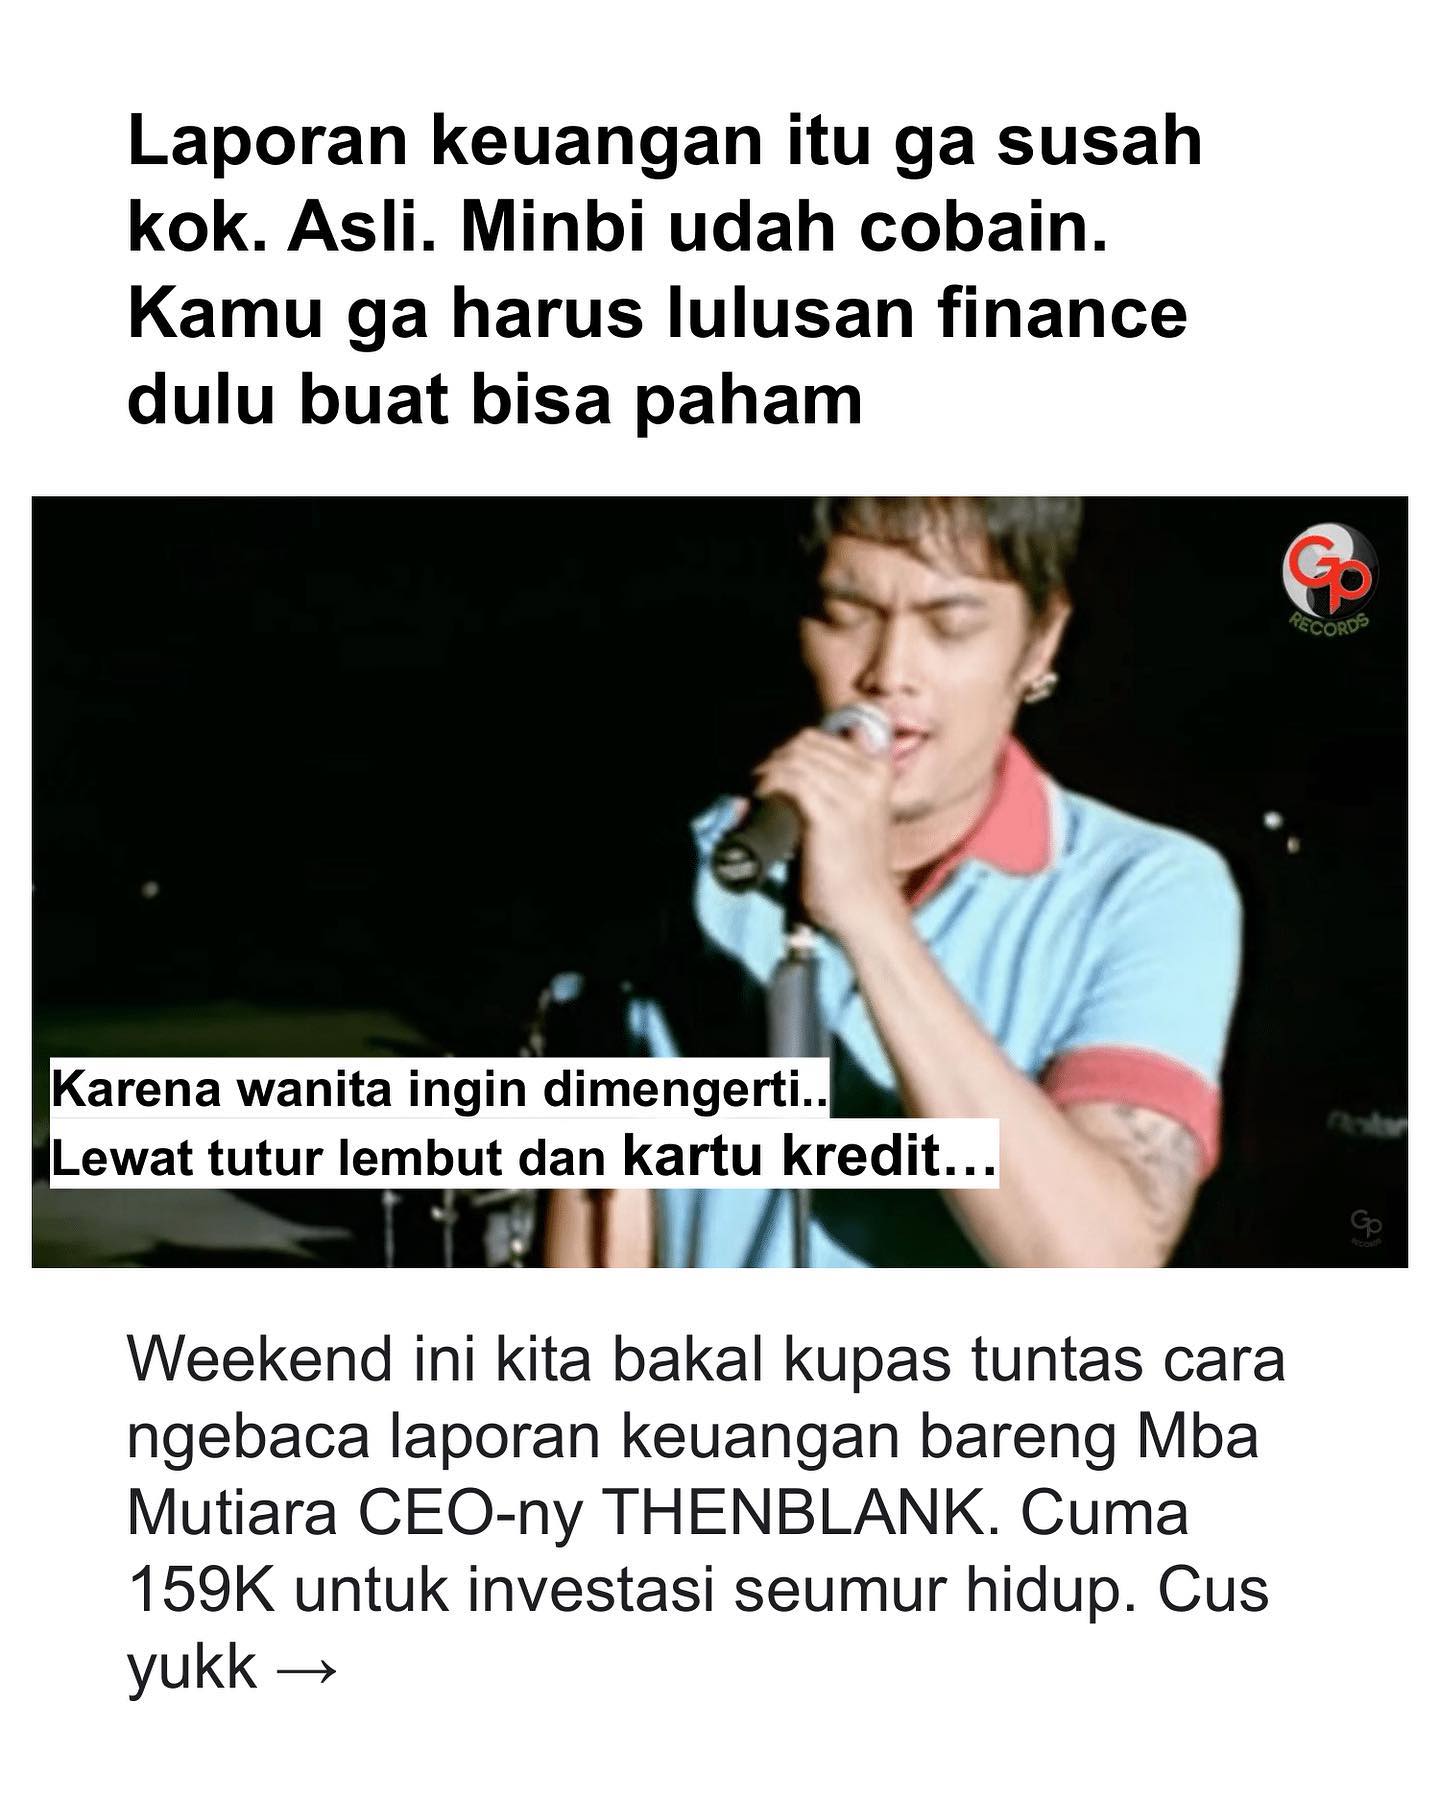 Laporan keuangan itu ga susah
kok. Asli. Minbi udah cobain.
Kamu ga harus lulusan finance
dulu buat bisa paham
GP
RECORDS
Karena wanita ingin dimengerti..
Lewat tutur lembut dan kartu kredit...
GP
RECORDS
Weekend ini kita bakal kupas tuntas cara
ngebaca laporan keuangan bareng Mba
Mutiara CEO-ny THENBLANK. Cuma
159K untuk investasi seumur hidup. Cus
yukk →